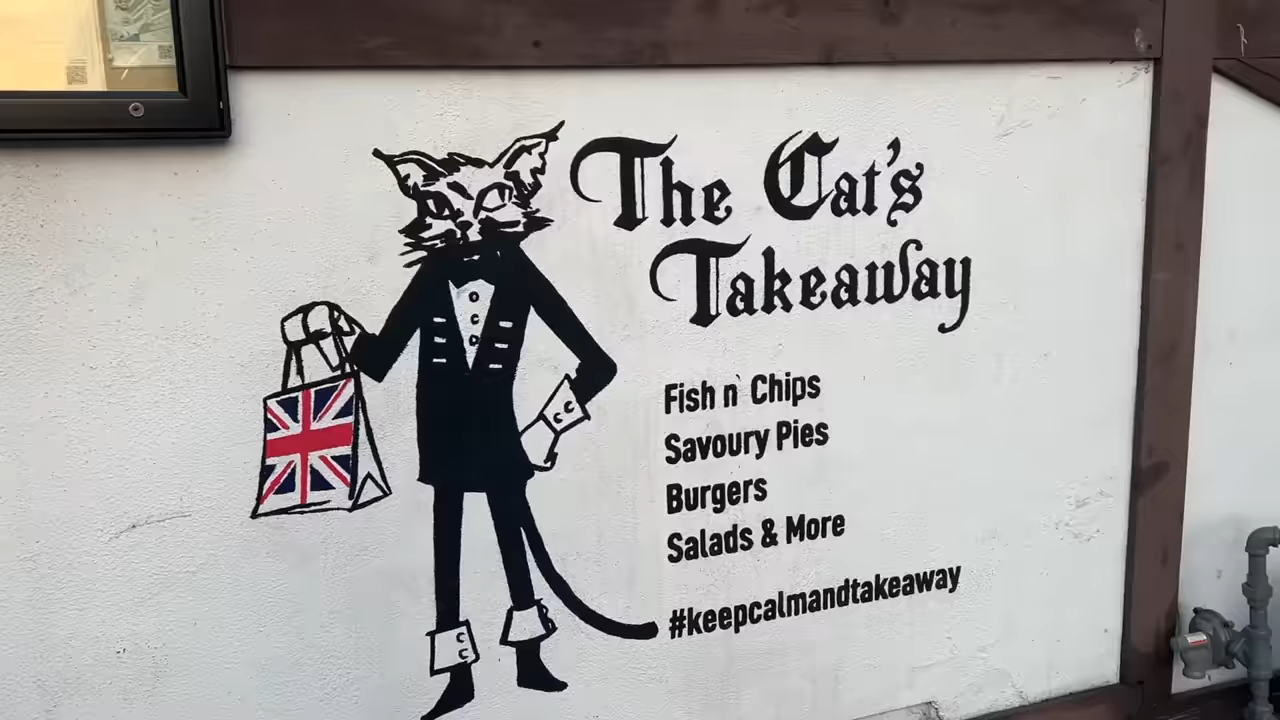 The Cat's
Takeaway
Fish n' Chips
Savoury Pies
Burgers
Salads & More
#keepcalmandtakeaway